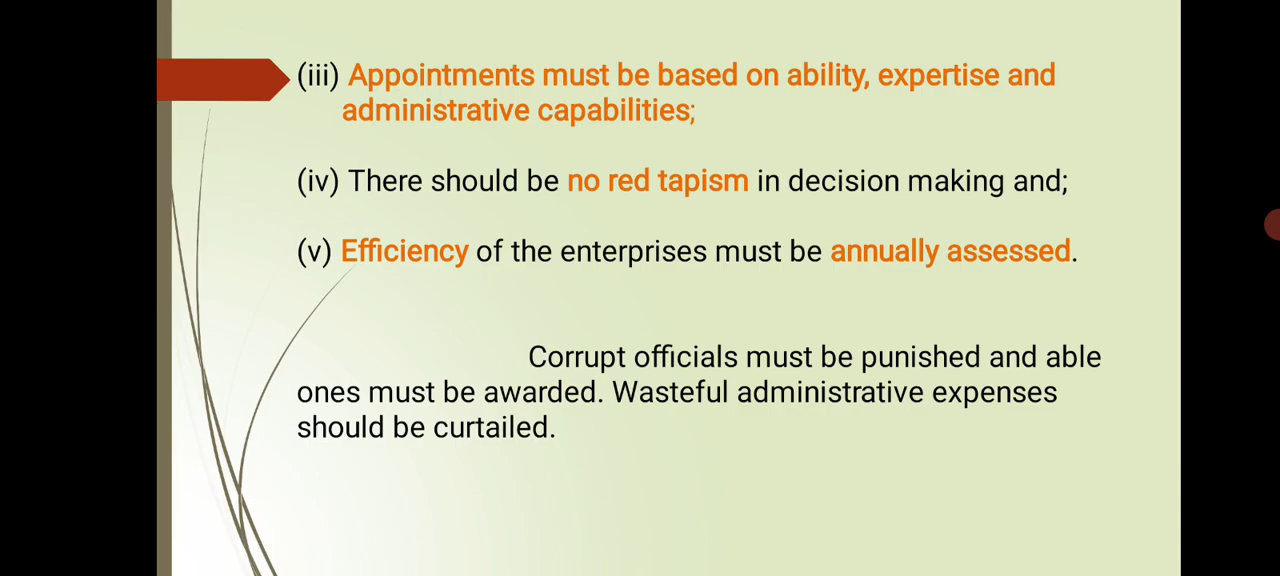 (iii) Appointments must be based on ability, expertise and
administrative capabilities;
(iv) There should be no red tapism in decision making and;
(v) Efficiency of the enterprises must be annually assessed.
Corrupt officials must be punished and able
ones must be awarded. Wasteful administrative expenses
should be curtailed.